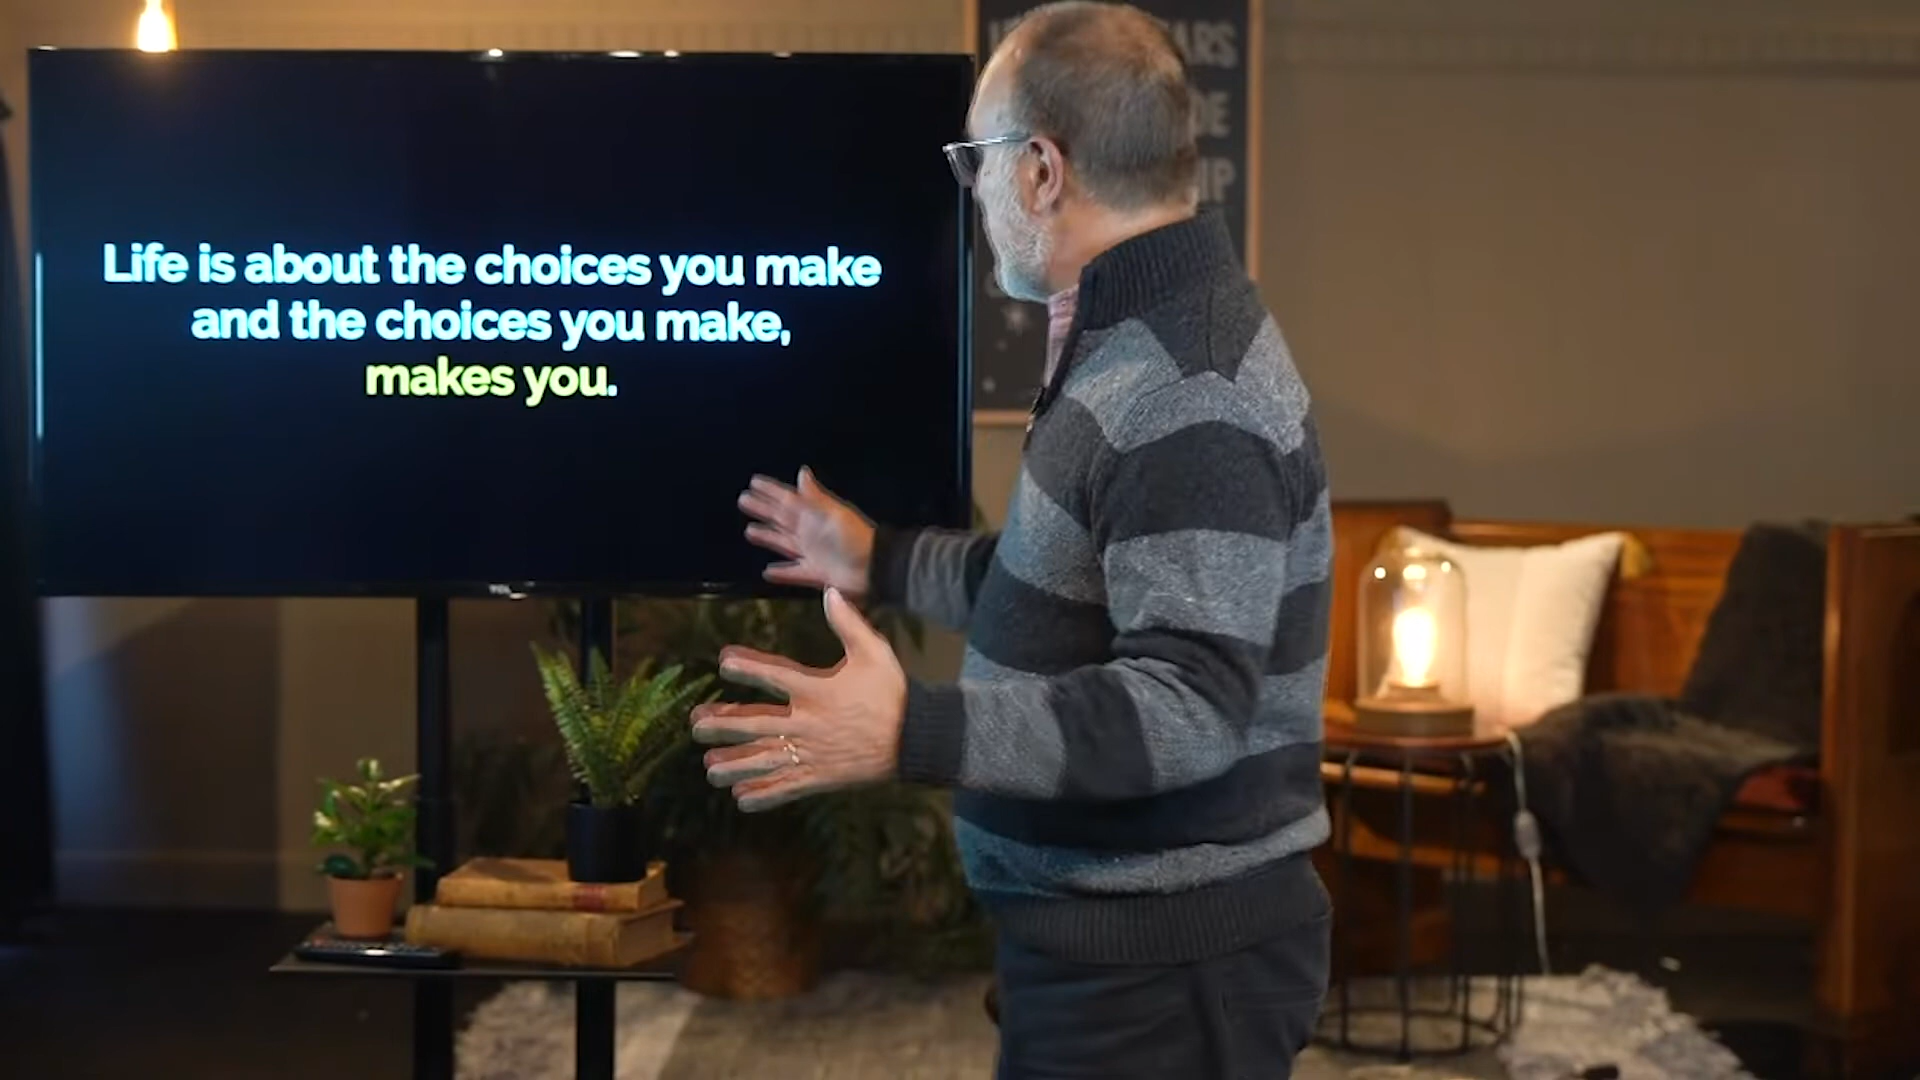 Life is about the choices you make
and the choices you make,
makes you.